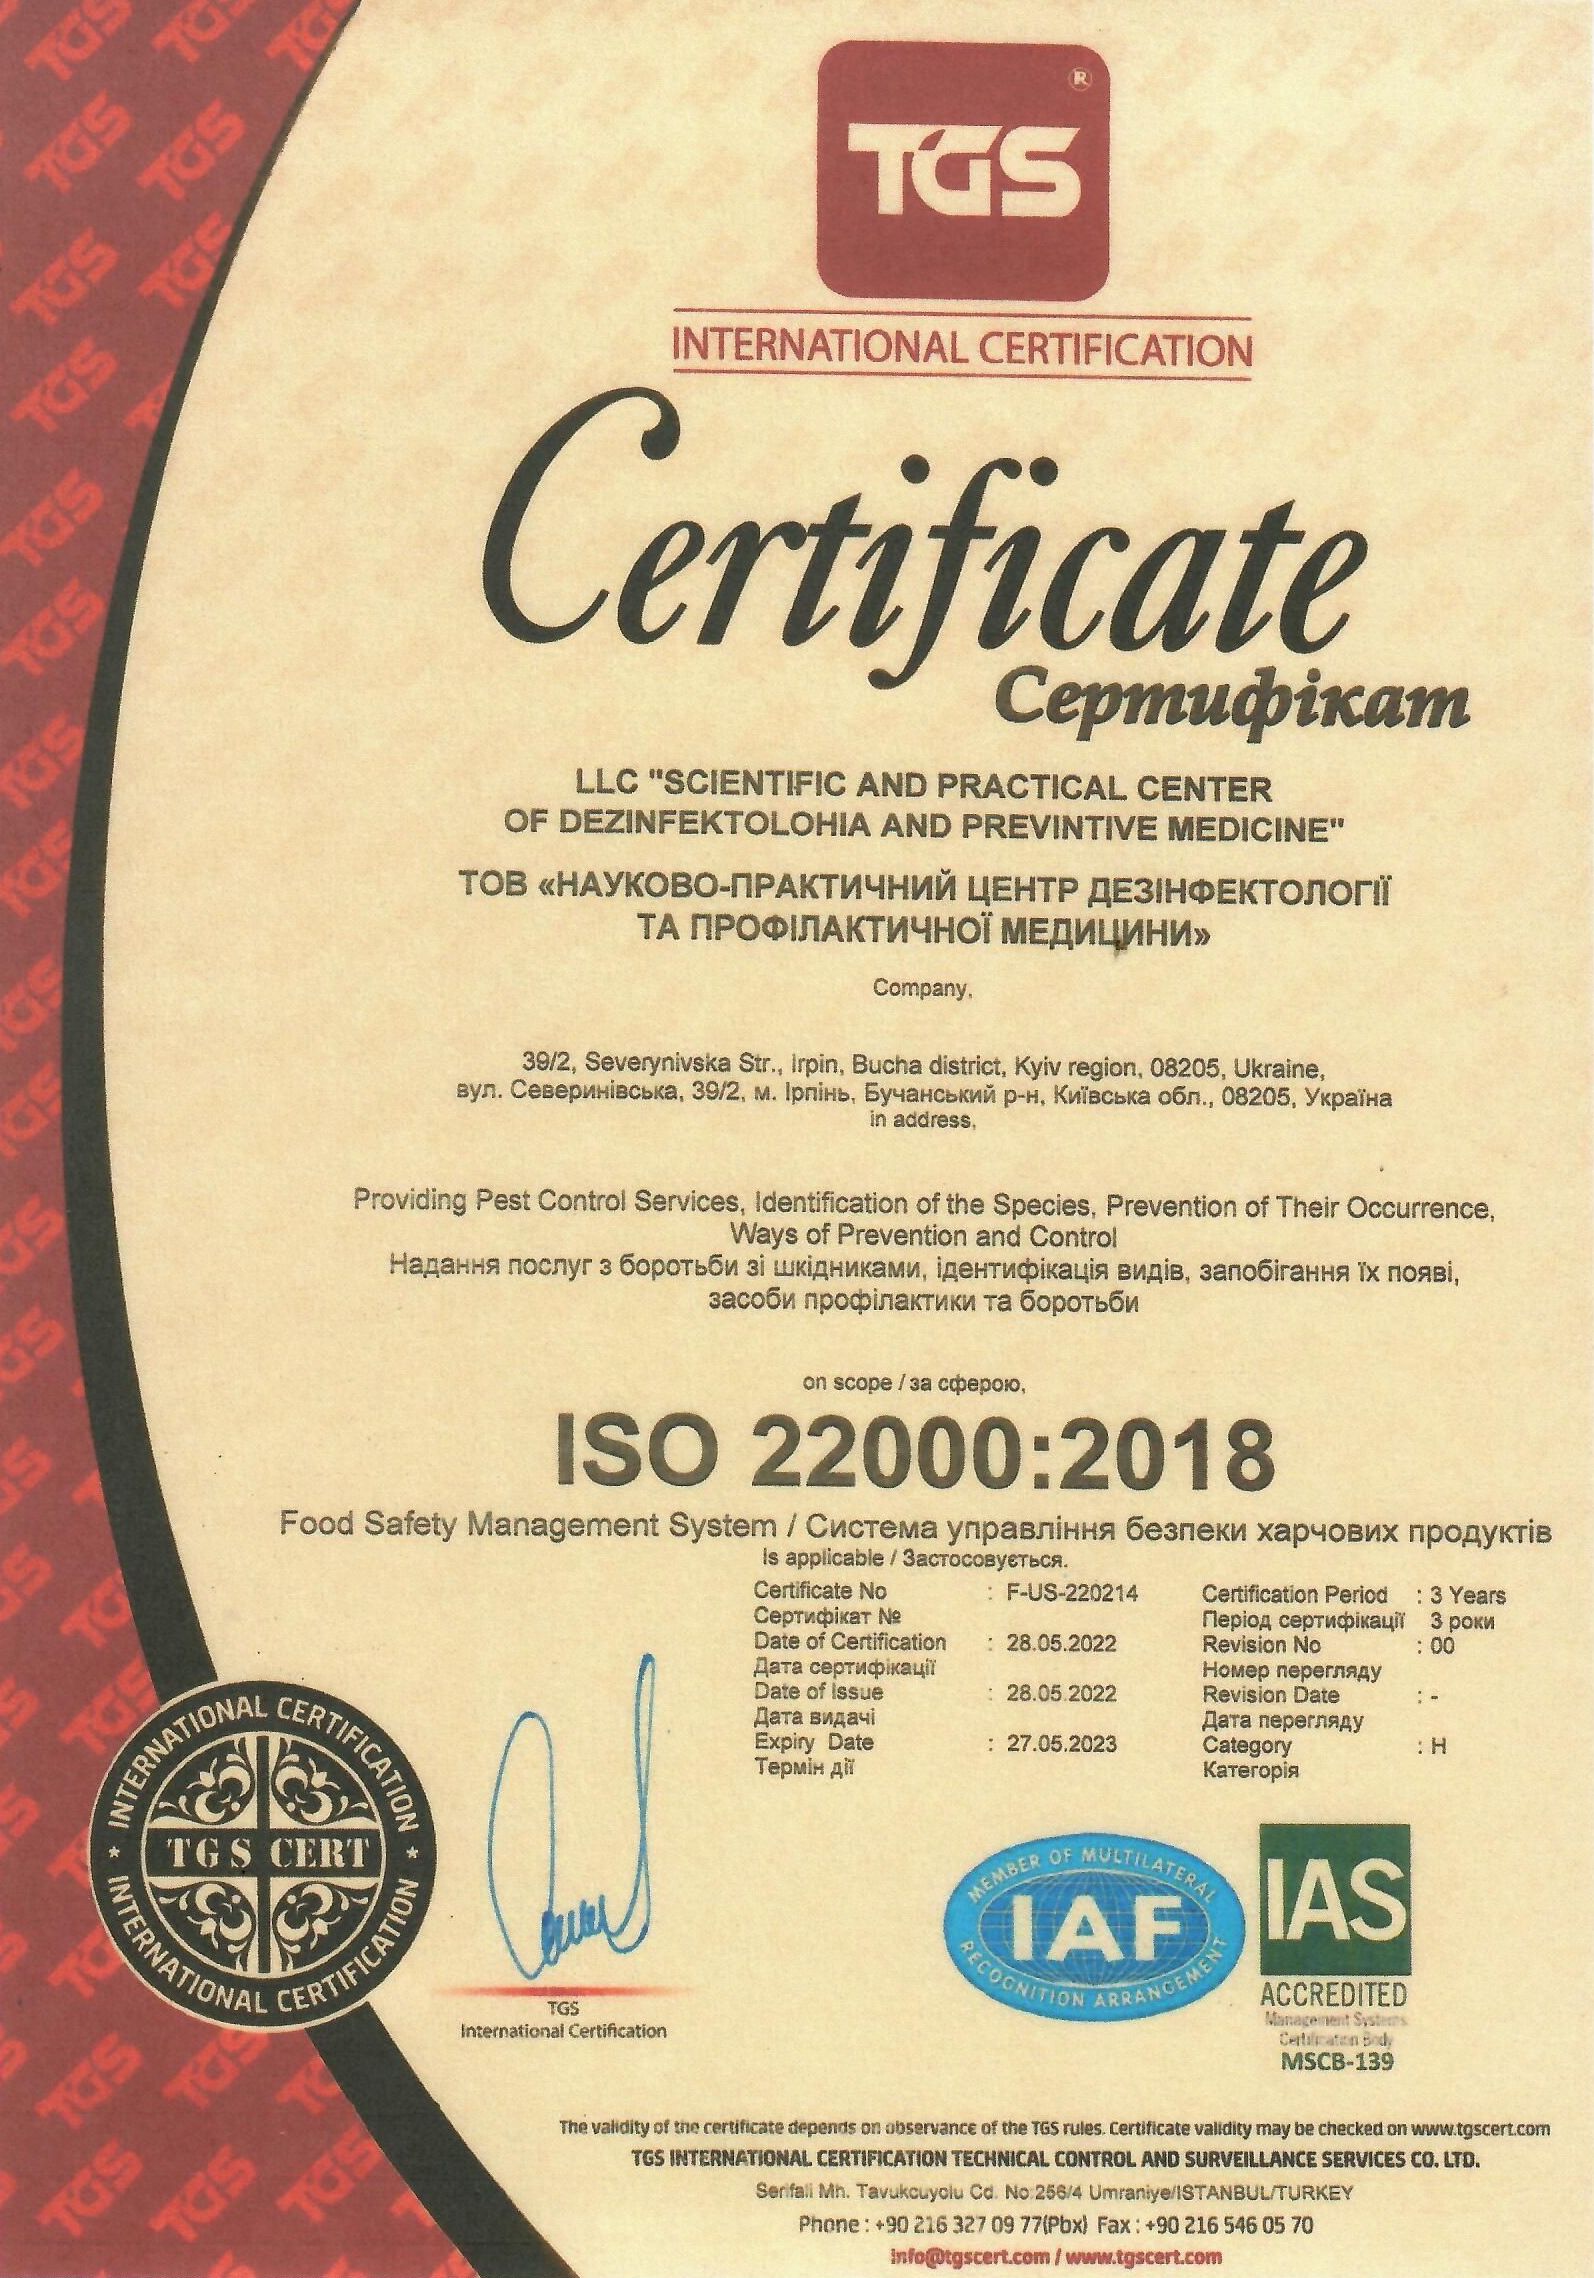 TGS
®
INTERNATIONAL CERTIFICATION
Certificate
Сертифікат
LLC "SCIENTIFIC AND PRACTICAL CENTER
OF DEZINFEKTOLOHIA AND PREVINTIVE MEDICINE"
ТОВ «НАУКОВО-ПРАКТИЧНИЙ ЦЕНТР ДЕЗІНФЕКТОЛОГІЇ
ТА ПРОФІЛАКТИЧНОЇ МЕДИЦИНИ»
Company,
39/2, Severynivska Str., Irpin, Bucha district, Kyiv region, 08205, Ukraine,
вул. Северинівська, 39/2, м. Ірпінь, Бучанський р-н, Київська обл., 08205, Україна
in address,
Providing Pest Control Services, Identification of the Species, Prevention of Their Occurrence,
Ways of Prevention and Control
Надання послуг з боротьби зі шкідниками, ідентифікація видів, запобігання їх появі,
засоби профілактики та боротьби
on scope / за сферою,
ISO 22000:2018
Food Safety Management System / Система управління безпеки харчових продуктів
Is applicable / Застосовується.
Certificate No : F-US-220214 Certification Period : 3 Years
Сертифікат № Період сертифікації 3 роки
Date of Certification : 28.05.2022 Revision No : 00
Дата сертифікації Номер перегляду
Date of Issue : 28.05.2022 Revision Date : -
Дата видачі Дата перегляду
Expiry Date : 27.05.2023 Category : H
Термін дії Категорія
INTERNATIONAL CERTIFICATION
TGS CERT
INTERNATIONAL CERTIFICATION
TGS
International Certification
MEMBER OF MULTILATERAL
IAF
RECOGNITION ARRANGEMENT
IAS
ACCREDITED
Management Systems
Certification Body
MSCB-139
The validity of the certificate depends on observance of the TGS rules. Certificate validity may be checked on www.tgscert.com
TGS INTERNATIONAL CERTIFICATION TECHNICAL CONTROL AND SURVEILLANCE SERVICES CO. LTD.
Serifali Mh. Tavukcuyolu Cd. No:256/4 Umraniye/ISTANBUL/TURKEY
Phone : +90 216 327 09 77(Pbx) Fax : +90 216 546 05 70
info@tgscert.com / www.tgscert.com